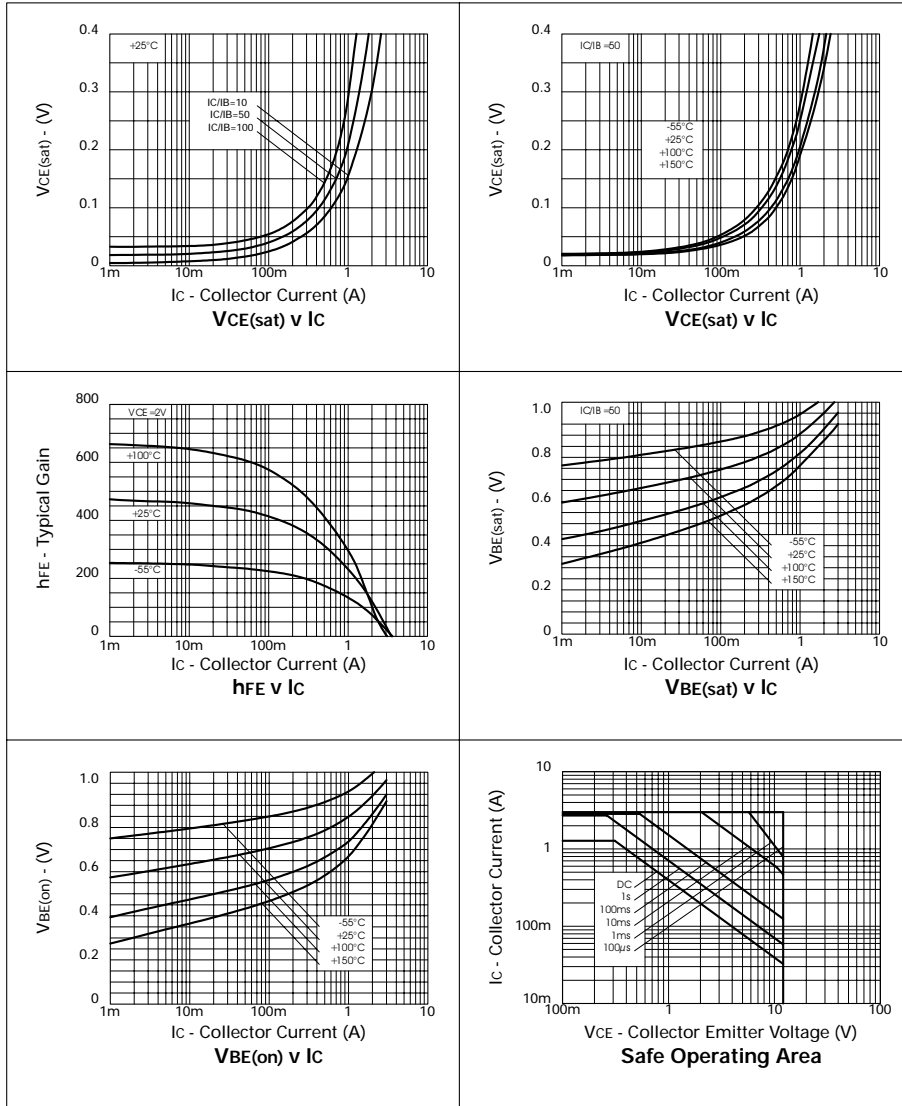 0.4
+25°C
0.3
IC/IB=10
IC/IB=50
IC/IB=100
0.2
0.1
0
VCE(sat) - (V)
1m
10m
100m
1
10
IC - Collector Current (A)
VCE(sat) v IC
0.4
IC/IB=50
0.3
-55°C
+25°C
+100°C
+150°C
0.2
0.1
0
VCE(sat) - (V)
1m
10m
100m
1
10
IC - Collector Current (A)
VCE(sat) v IC
800
VCE=2V
600
+100°C
400
+25°C
200
-55°C
0
hFE - Typical Gain
1m
10m
100m
1
10
IC - Collector Current (A)
hFE v IC
1.0
IC/IB=50
0.8
0.6
0.4
-55°C
+25°C
+100°C
+150°C
0.2
0
VBE(sat) - (V)
1m
10m
100m
1
10
IC - Collector Current (A)
VBE(sat) v IC
1.0
0.8
0.6
0.4
-55°C
+25°C
+100°C
+150°C
0.2
0
VBE(on) - (V)
1m
10m
100m
1
10
IC - Collector Current (A)
VBE(on) v IC
10
1
DC
1s
100ms
10ms
1ms
100µs
100m
10m
IC - Collector Current (A)
100m
1
10
100
VCE - Collector Emitter Voltage (V)
Safe Operating Area